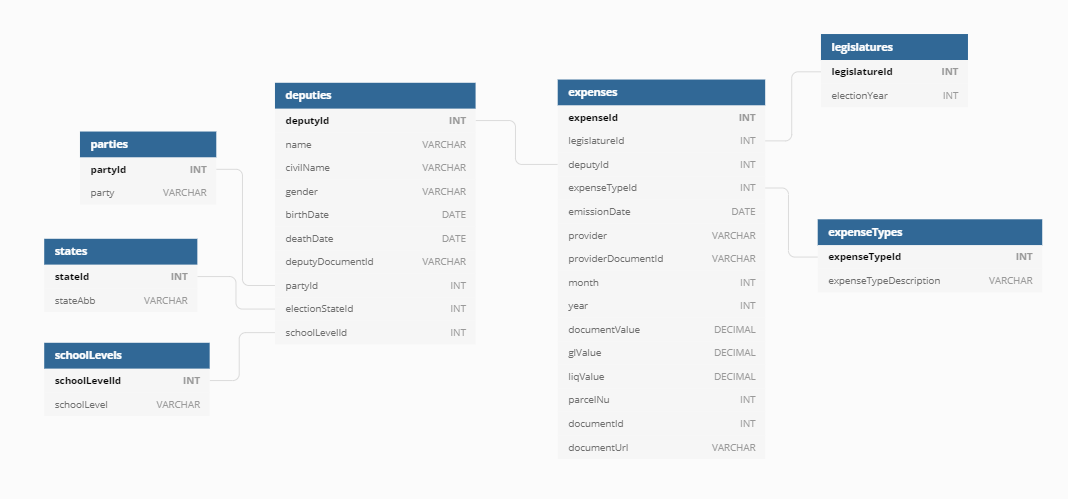 parties
partyId INT
party VARCHAR
states
stateId INT
stateAbb VARCHAR
schoolLevels
schoolLevelId INT
schoolLevel VARCHAR
deputies
deputyId INT
name VARCHAR
civilName VARCHAR
gender VARCHAR
birthDate DATE
deathDate DATE
deputyDocumentId VARCHAR
partyId INT
electionStateId INT
schoolLevelId INT
expenses
expenseId INT
legislatureId INT
deputyId INT
expenseTypeId INT
emissionDate DATE
provider VARCHAR
providerDocumentId VARCHAR
month INT
year INT
documentValue DECIMAL
glValue DECIMAL
liqValue DECIMAL
parcelNu INT
documentId INT
documentUrl VARCHAR
legislatures
legislatureId INT
electionYear INT
expenseTypes
expenseTypeId INT
expenseTypeDescription VARCHAR